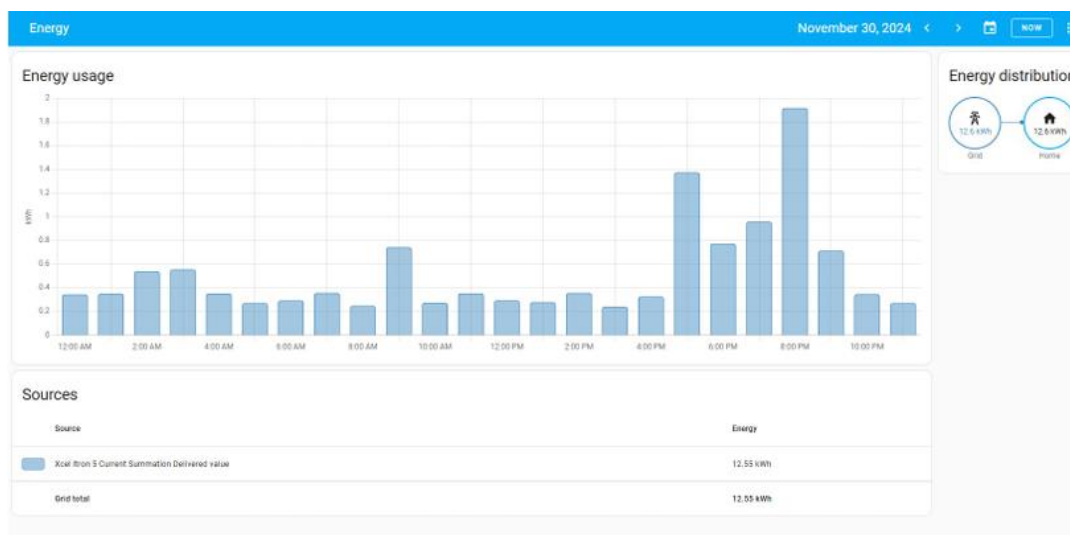 Energy
November 30, 2024
NOW
Energy usage
kWh
2
1.8
1.6
1.4
1.2
1
0.8
0.6
0.4
0.2
0
12:00 AM 2:00 AM 4:00 AM 6:00 AM 8:00 AM 10:00 AM 12:00 PM 2:00 PM 4:00 PM 6:00 PM 8:00 PM 10:00 PM
Energy distribution
12.6 kWh 12.6 kWh
Grid Home
Sources
Source Energy
Xcel Itron 5 Current Summation Delivered value 12.55 kWh
Grid total 12.55 kWh